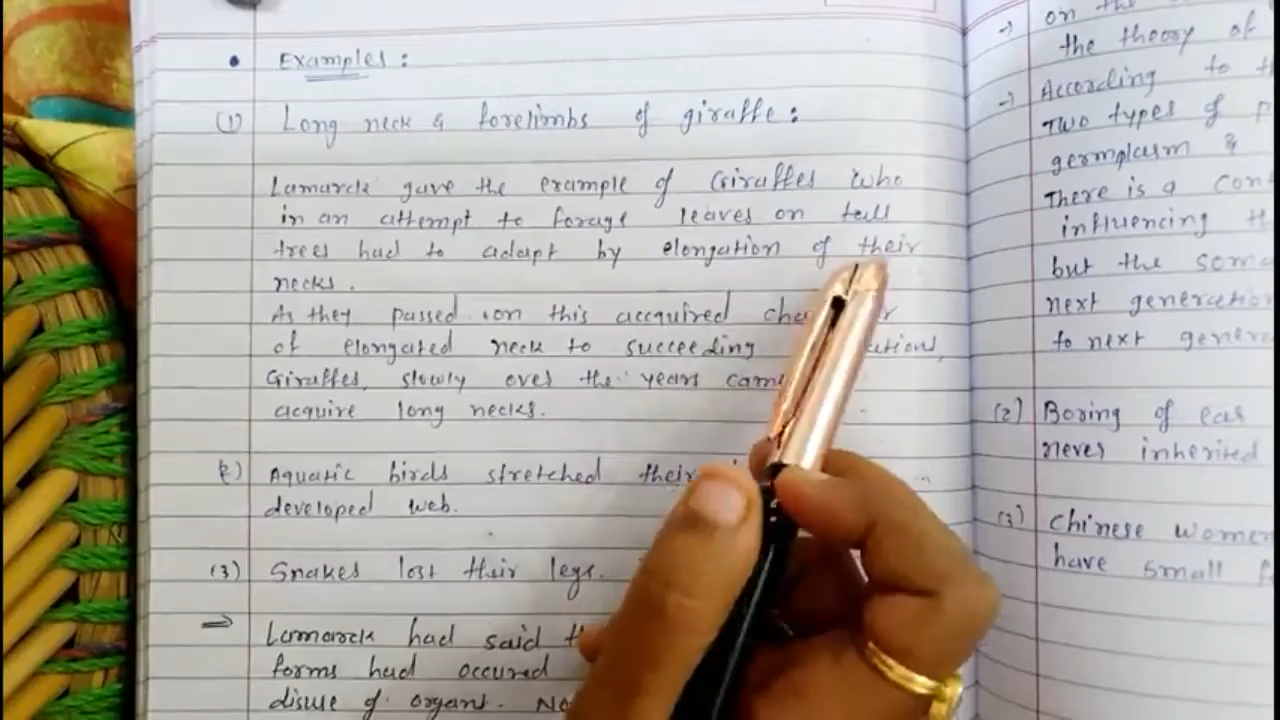 Examples :
(1) Long neck & forelimbs of giraffe :
Lamarck gave the example of Giraffes who
in an attempt to forage leaves on tall
trees had to adapt by elongation of their
necks.
As they passed on this accquired
of elongated neck to succeeding
Giraffes, slowly over the years
acquire long necks.
(2) Aquatic birds stretched their
developed web.
(3) Snakes lost their legs.
⇒ Lamarck had said
forms had occured
disuse of organs.
→ on the
the theory of
→ According to
Two types of
germplasm &
There is a
influencing
but the
next generation
to next
(2) Boring of ear
never inherited
(3) Chinese women
have small